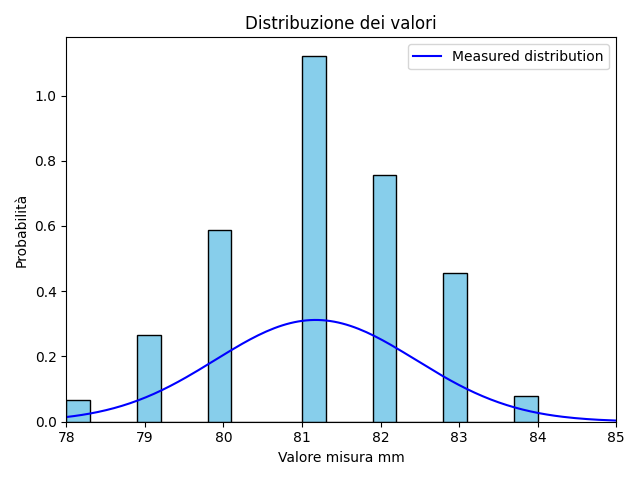 Distribuzione dei valori
Measured distribution
Probabilità
1.0
0.8
0.6
0.4
0.2
0.0
78 79 80 81 82 83 84 85
Valore misura mm